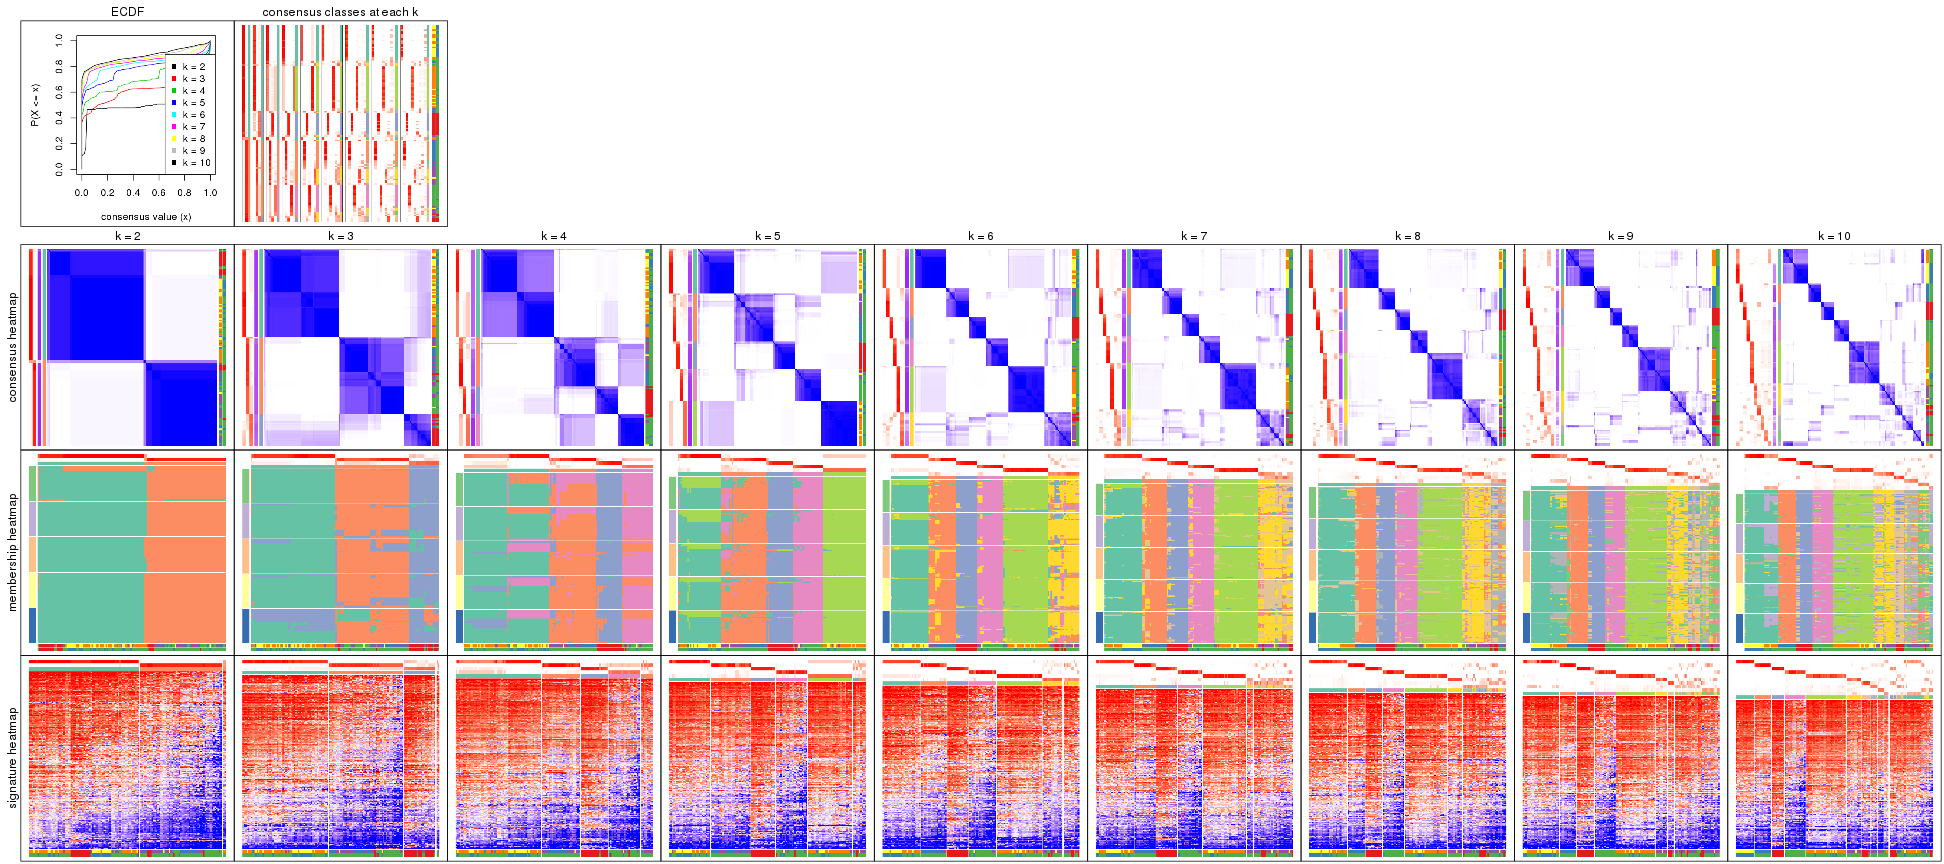 ECDF
consensus classes at each k
P(X <= x)
1.0
0.8
0.6
0.4
0.2
0.0
k = 2
k = 3
k = 4
k = 5
k = 6
k = 7
k = 8
k = 9
k = 10
0.0 0.2 0.4 0.6 0.8 1.0
consensus value (x)
k = 2 k = 3 k = 4 k = 5 k = 6 k = 7 k = 8 k = 9 k = 10
consensus heatmap
membership heatmap
signature heatmap